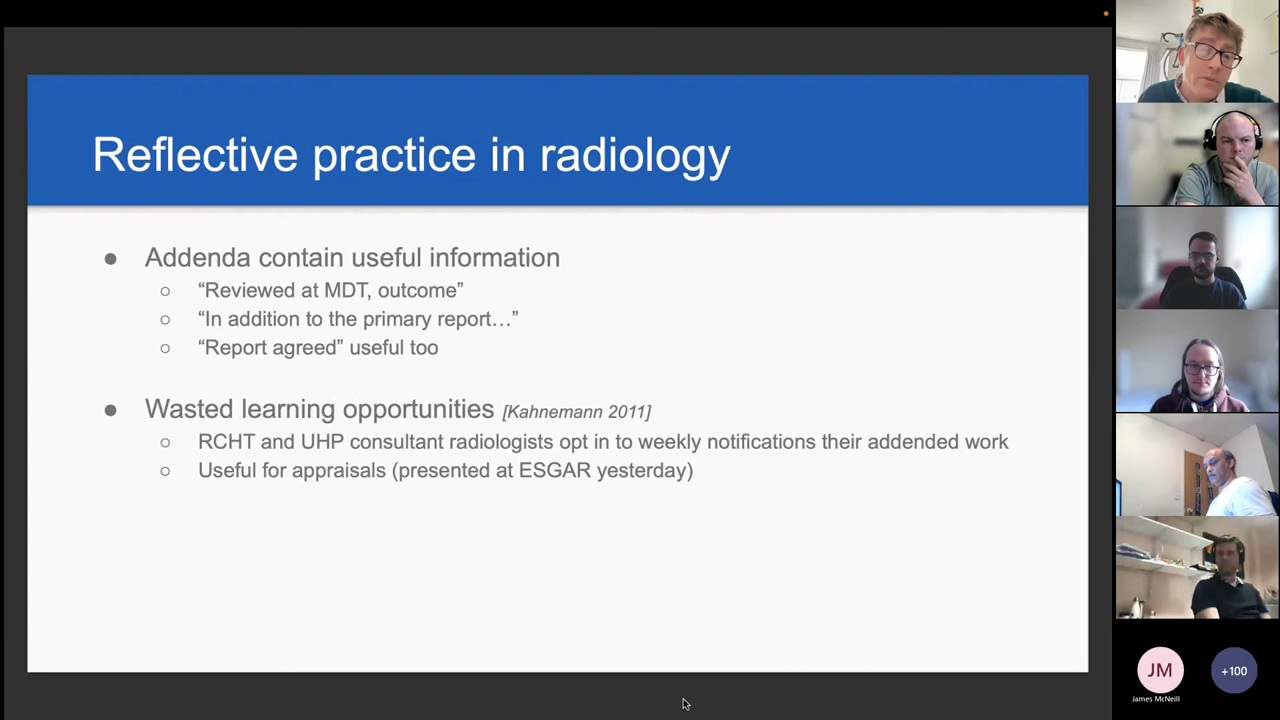 Reflective practice in radiology
● Addenda contain useful information
○ “Reviewed at MDT, outcome”
○ “In addition to the primary report…”
○ “Report agreed” useful too
● Wasted learning opportunities [Kahnemann 2011]
○ RCHT and UHP consultant radiologists opt in to weekly notifications their addended work
○ Useful for appraisals (presented at ESGAR yesterday)
JM
+100
James McNeill